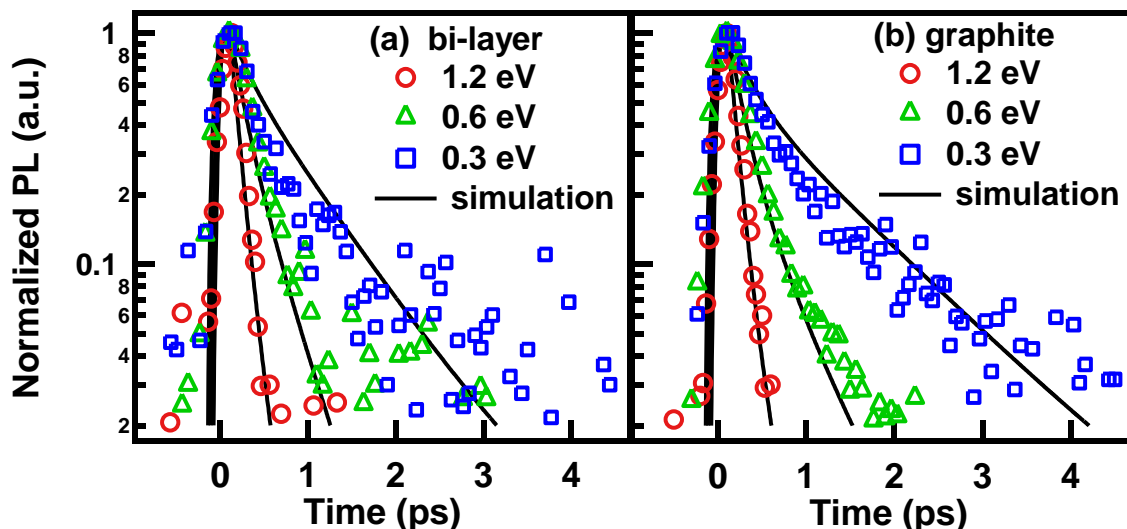 Normalized PL (a.u.)
1
8
6
4
2
0.1
8
6
4
2
(a) bi-layer
1.2 eV
0.6 eV
0.3 eV
simulation
0
1
2
3
4
Time (ps)
(b) graphite
1.2 eV
0.6 eV
0.3 eV
simulation
0
1
2
3
4
Time (ps)